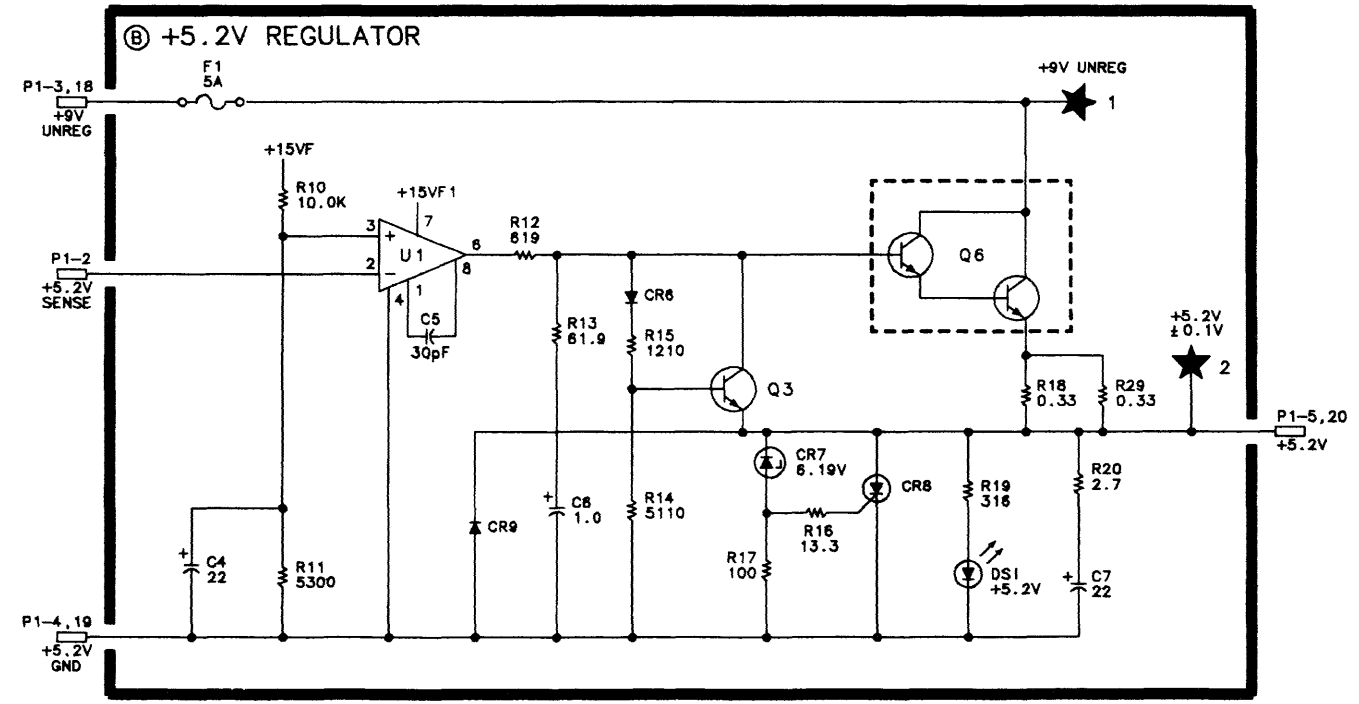 B +5.2V REGULATOR
F1
5A
P1-3,18
+9V
UNREG
+9V UNREG
1
+15VF
R10
10.0K
+15VF1
7
3
+
U1
2
-
6
8
4
1
C5
30pF
R12
619
P1-2
+5.2V
SENSE
CR6
R13
61.9
R15
1210
Q6
Q3
+5.2V
±0.1V
2
R18
0.33
R29
0.33
P1-5,20
+5.2V
CR7
6.19V
CR8
R19
316
R20
2.7
CR9
C6
+
1.0
R14
5110
R16
13.3
R17
100
DS1
+5.2V
C7
+
22
C4
+
22
R11
5300
P1-4,19
+5.2V
GND